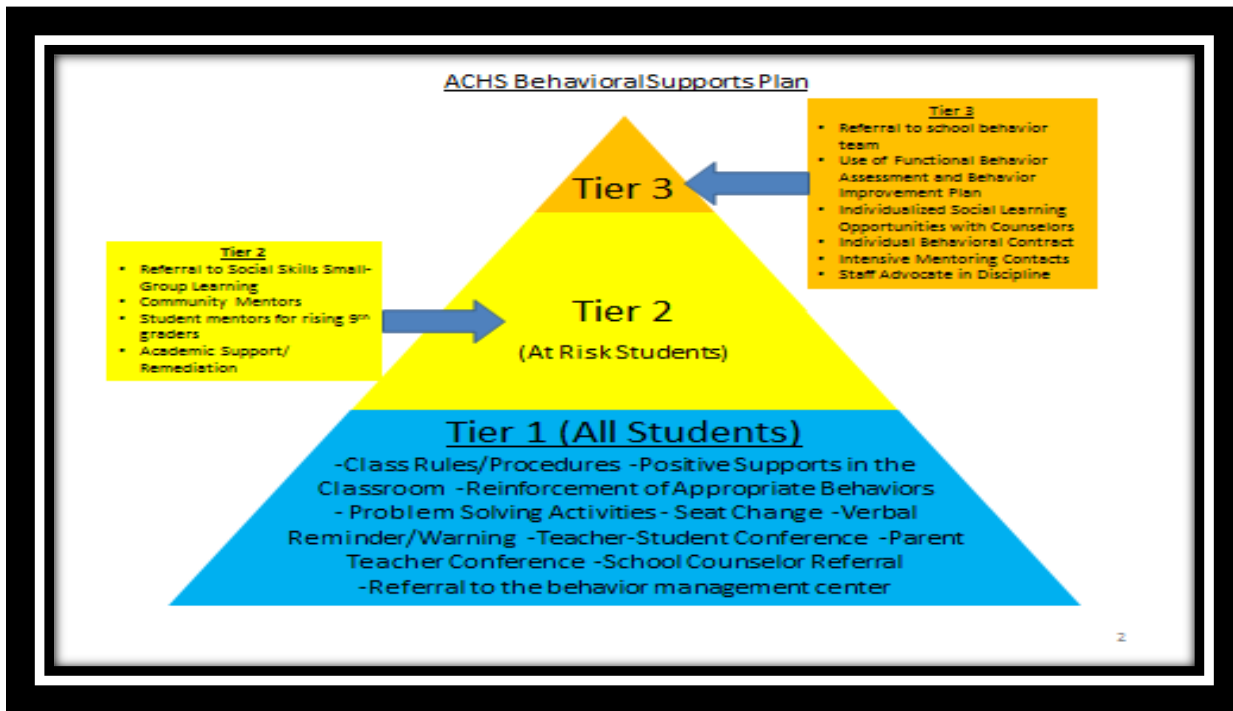 ACHS Behavioral Supports Plan
Tier 3
• Referral to school behavior
team
• Use of Functional Behavior
Assessment and Behavior
Improvement Plan
• Individualized Social Learning
Opportunities with Counselors
• Individual Behavioral Contract
• Intensive Mentoring Contacts
• Staff Advocate in Discipline
Tier 3
Tier 2
• Referral to Social Skills Small-
Group Learning
• Community Mentors
• Student mentors for rising 9th
graders
• Academic Support/
Remediation
Tier 2
(At Risk Students)
Tier 1 (All Students)
-Class Rules/Procedures -Positive Supports in the
Classroom -Reinforcement of Appropriate Behaviors
- Problem Solving Activities - Seat Change -Verbal
Reminder/Warning -Teacher-Student Conference -Parent
Teacher Conference -School Counselor Referral
-Referral to the behavior management center
2